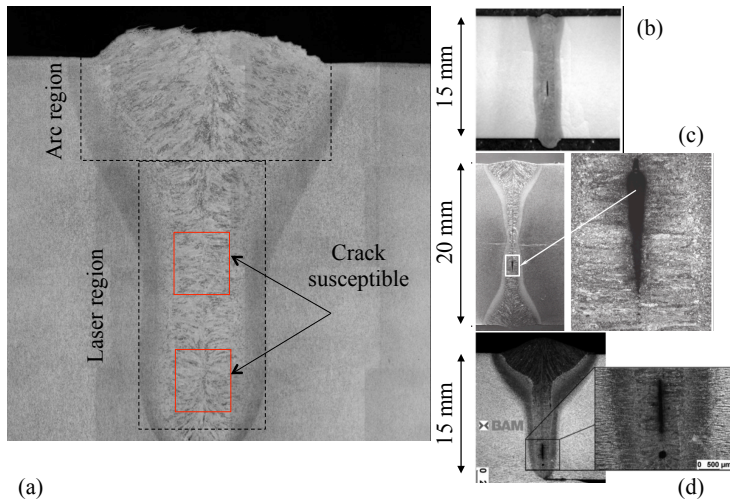 Arc region
Laser region
Crack
susceptible
(a)
15 mm
(b)
(c)
20 mm
15 mm
BAM
0 500 µm
(d)